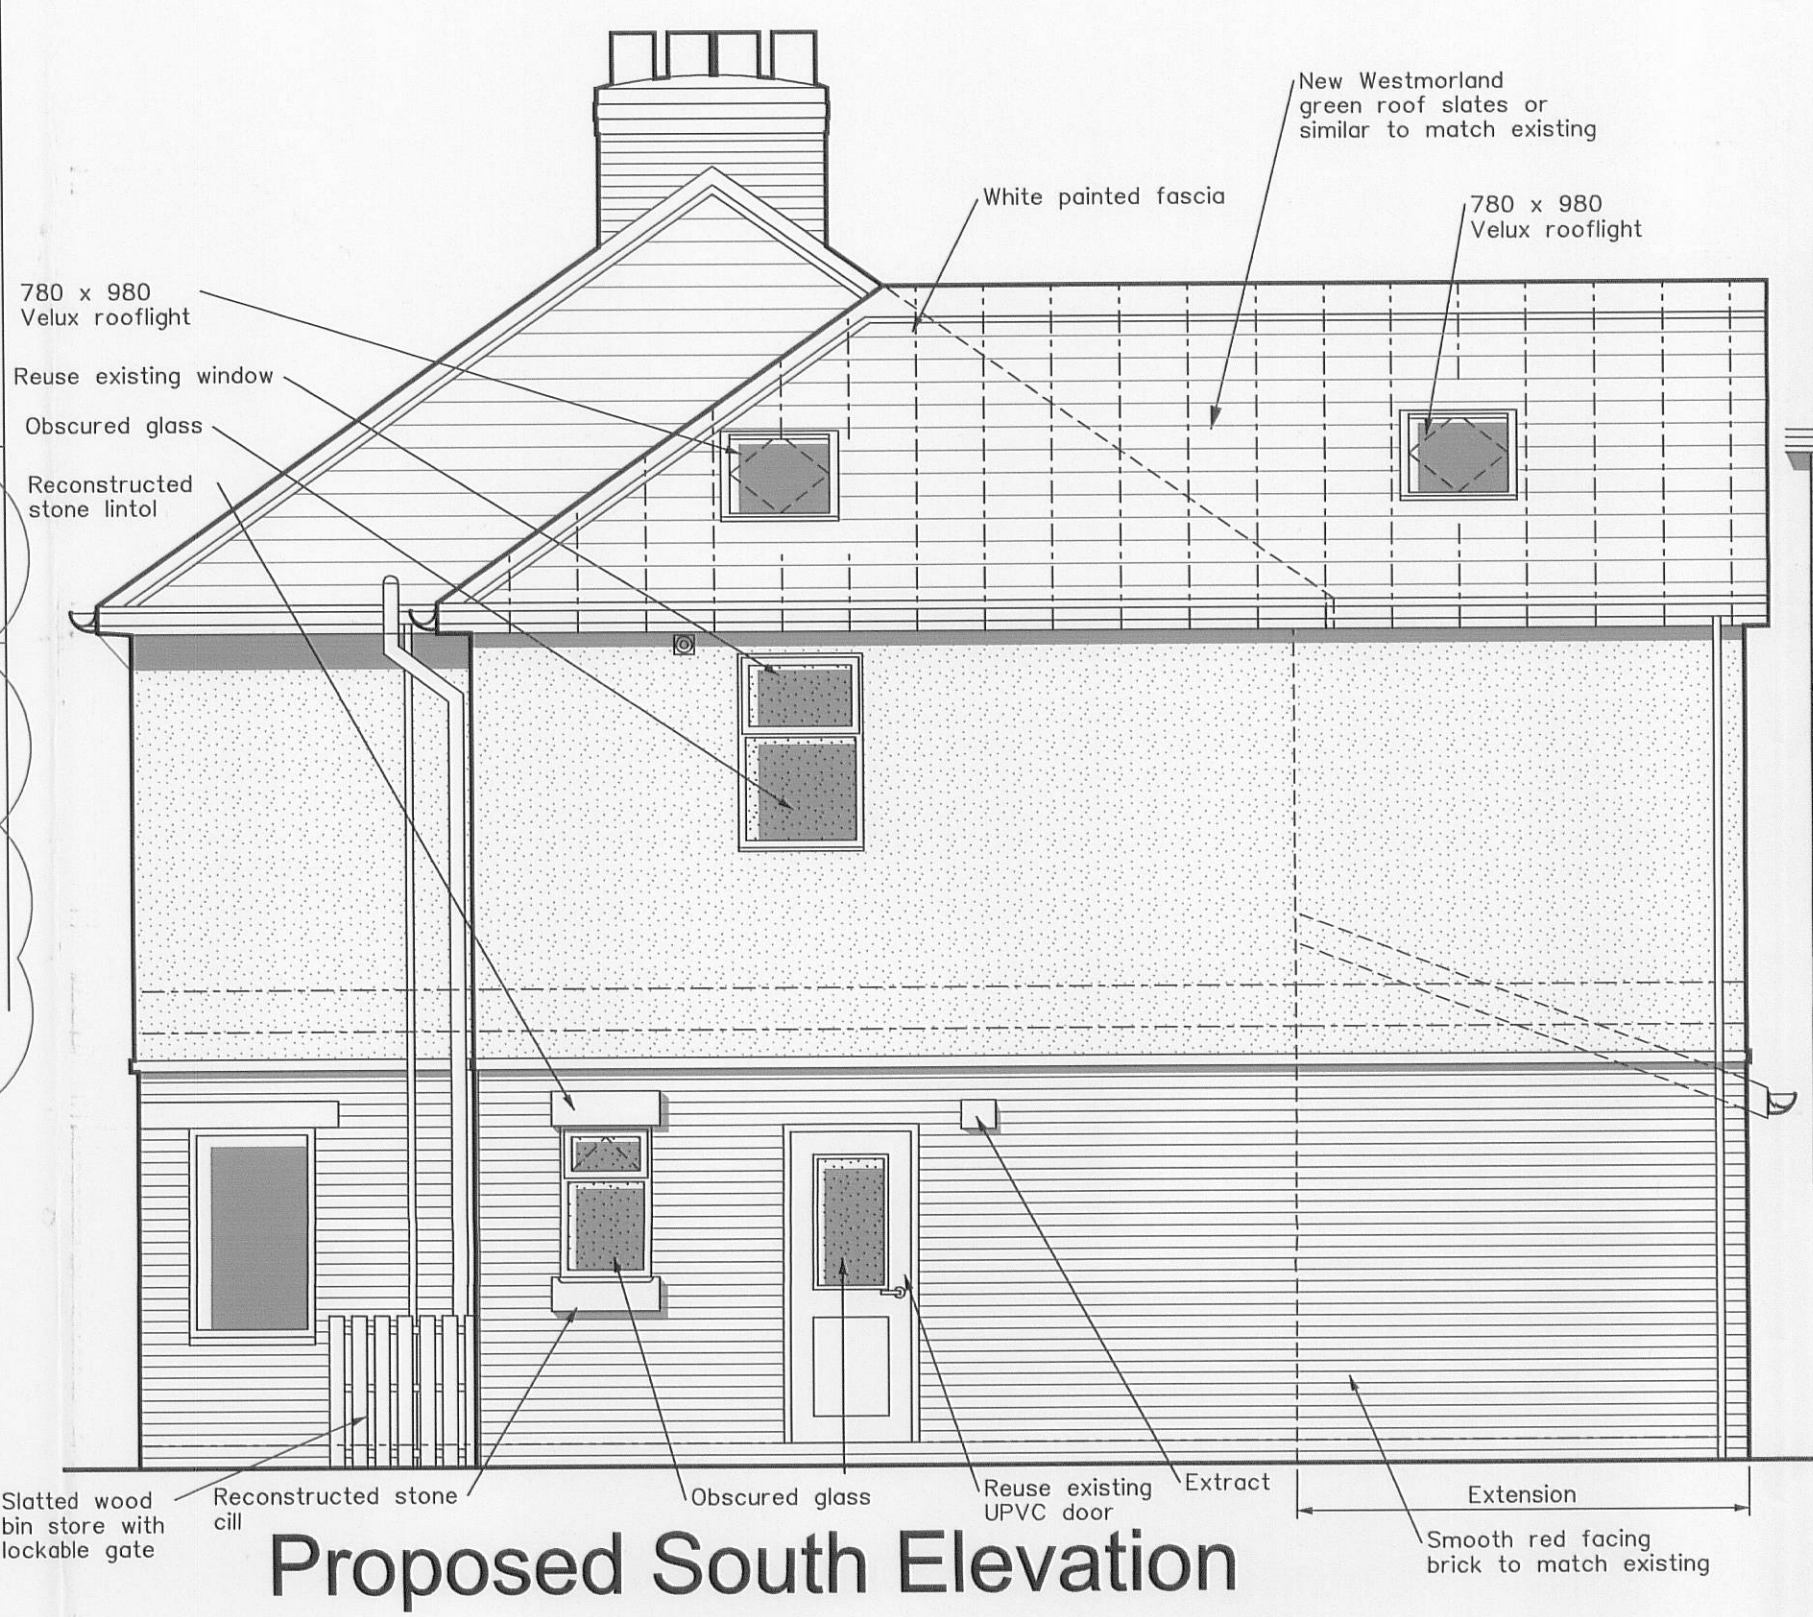 New Westmorland
green roof slates or
similar to match existing
White painted fascia
780 x 980
Velux rooflight
780 x 980
Velux rooflight
Reuse existing window
Obscured glass
Reconstructed
stone lintol
Slatted wood
bin store with
lockable gate
Reconstructed stone
cill
Obscured glass
Reuse existing
UPVC door
Extract
Extension
Smooth red facing
brick to match existing
Proposed South Elevation